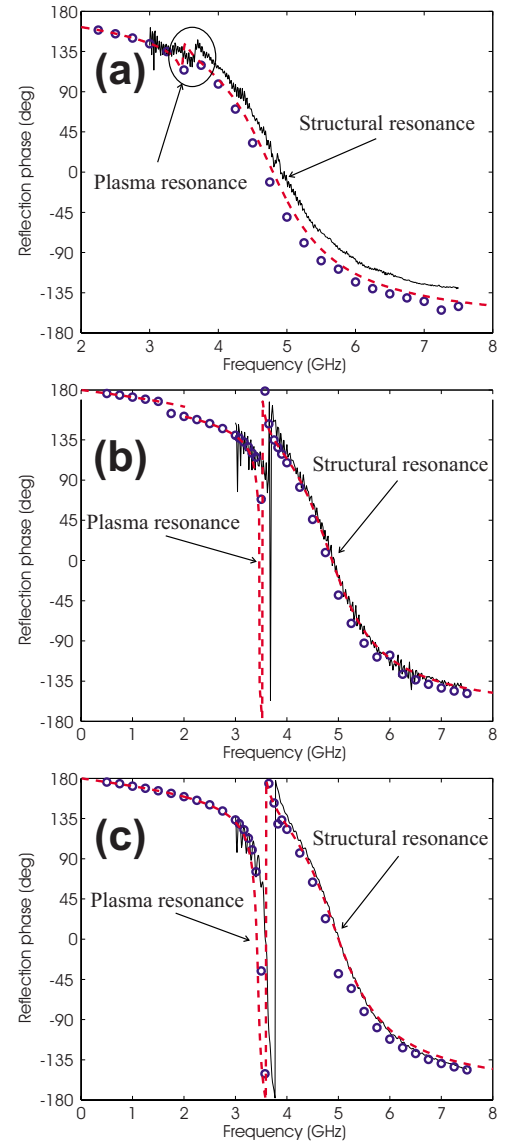 180
135
90
45
0
-45
-90
-135
-180
Reflection phase (deg)
(a)
Structural resonance
Plasma resonance
2 3 4 5 6 7 8
Frequency (GHz)
180
135
90
45
0
-45
-90
-135
-180
Reflection phase (deg)
(b)
Structural resonance
Plasma resonance
0 1 2 3 4 5 6 7 8
Frequency (GHz)
180
135
90
45
0
-45
-90
-135
-180
Reflection phase (deg)
(c)
Structural resonance
Plasma resonance
0 1 2 3 4 5 6 7 8
Frequency (GHz)